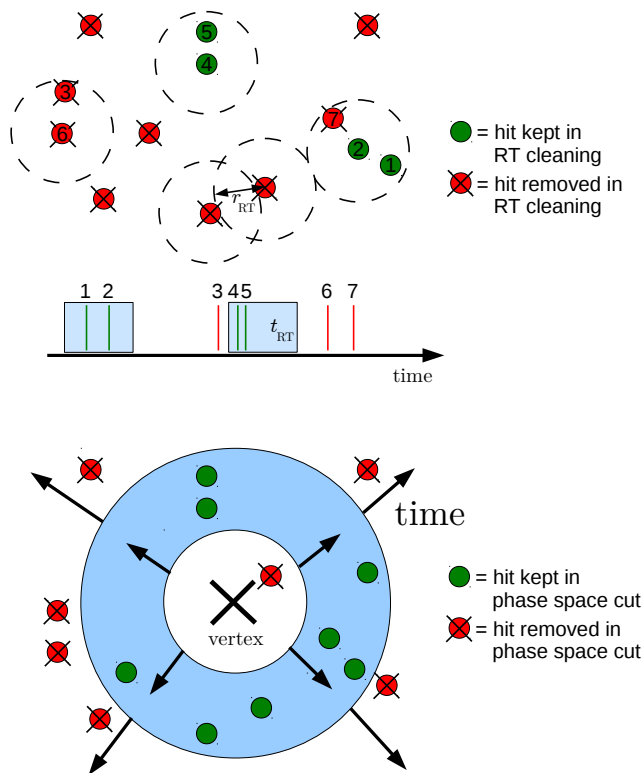 5
4
3
6
7
2
1
r_RT
= hit kept in
RT cleaning
= hit removed in
RT cleaning
1 2 3 4 5 6 7
t_RT
time
time
vertex
= hit kept in
phase space cut
= hit removed in
phase space cut